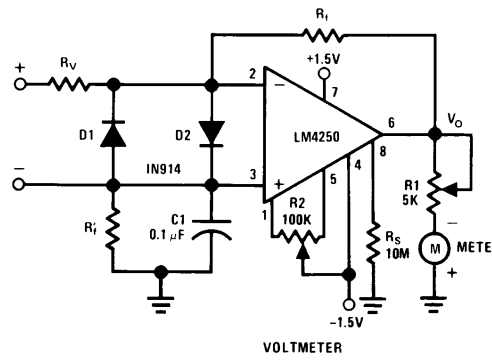 Rf
+1.5V
+
RV
2
−
7
D1
D2
LM4250
6
VO
−
IN914
3
+
5
4
8
R1
5K
1
R2
100K
R'f
C1
0.1 µF
RS
10M
−
M
METE
+
−1.5V
VOLTMETER